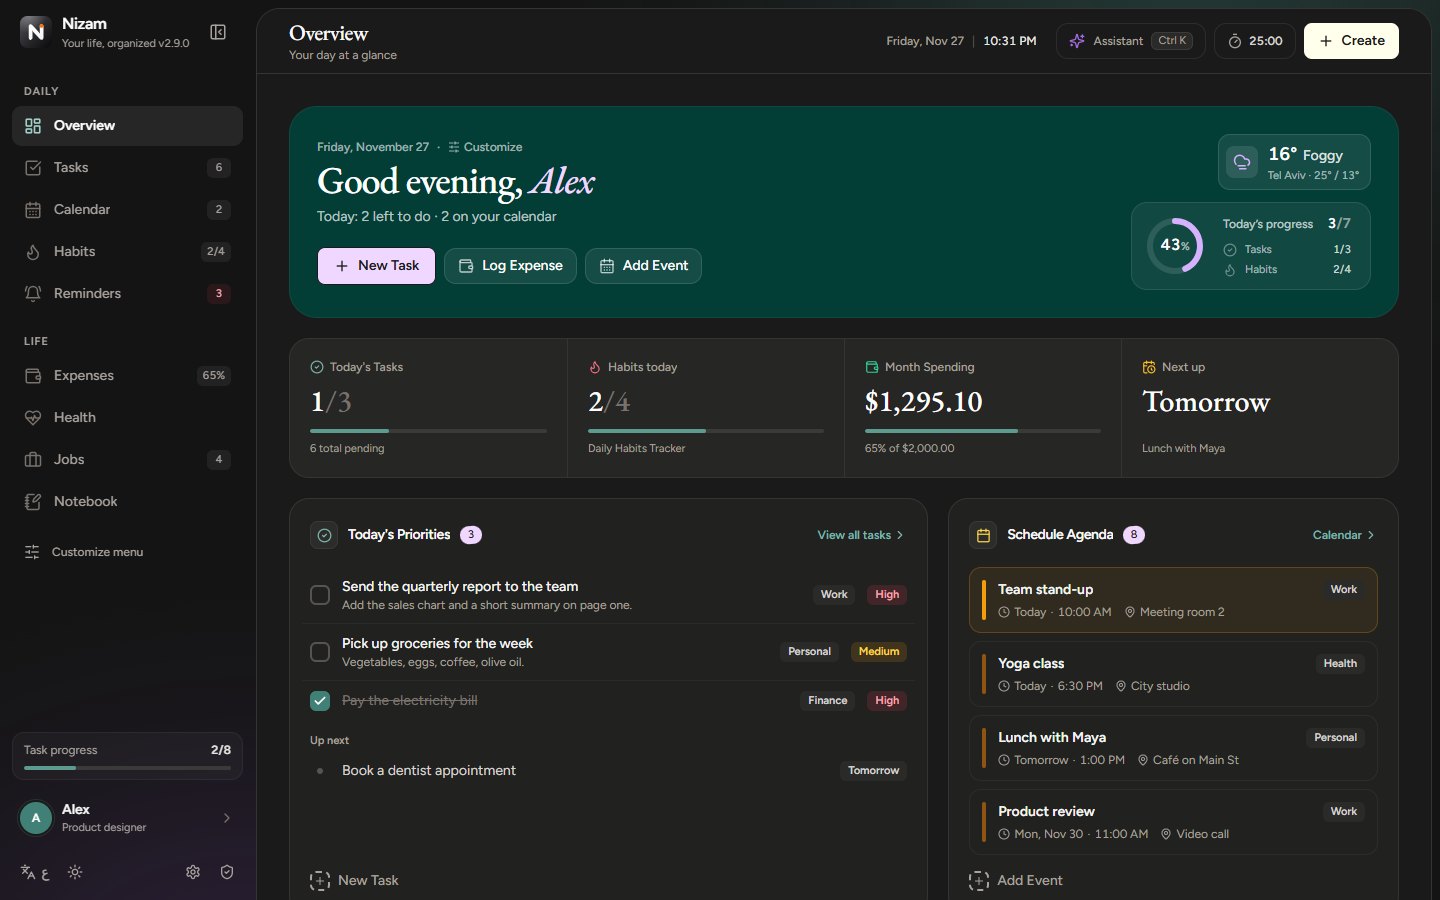 Nizam
Your life, organized v2.9.0
DAILY
Overview
Tasks 6
Calendar 2
Habits 2/4
Reminders 3
LIFE
Expenses 65%
Health
Jobs 4
Notebook
Customize menu
Task progress 2/8
A
Alex
Product designer
ع
Overview
Your day at a glance
Friday, Nov 27 | 10:31 PM
Assistant Ctrl K
25:00
+ Create
Friday, November 27 · Customize
Good evening, Alex
Today: 2 left to do · 2 on your calendar
+ New Task
Log Expense
Add Event
16° Foggy
Tel Aviv · 25° / 13°
43%
Today's progress 3/7
Tasks 1/3
Habits 2/4
Today's Tasks
1/3
6 total pending
Habits today
2/4
Daily Habits Tracker
Month Spending
$1,295.10
65% of $2,000.00
Next up
Tomorrow
Lunch with Maya
Today's Priorities 3
View all tasks
Send the quarterly report to the team
Add the sales chart and a short summary on page one.
Work High
Pick up groceries for the week
Vegetables, eggs, coffee, olive oil.
Personal Medium
Pay the electricity bill
Finance High
Up next
Book a dentist appointment
Tomorrow
New Task
Schedule Agenda 8
Calendar
Team stand-up
Work
Today · 10:00 AM Meeting room 2
Yoga class
Health
Today · 6:30 PM City studio
Lunch with Maya
Personal
Tomorrow · 1:00 PM Café on Main St
Product review
Work
Mon, Nov 30 · 11:00 AM Video call
Add Event